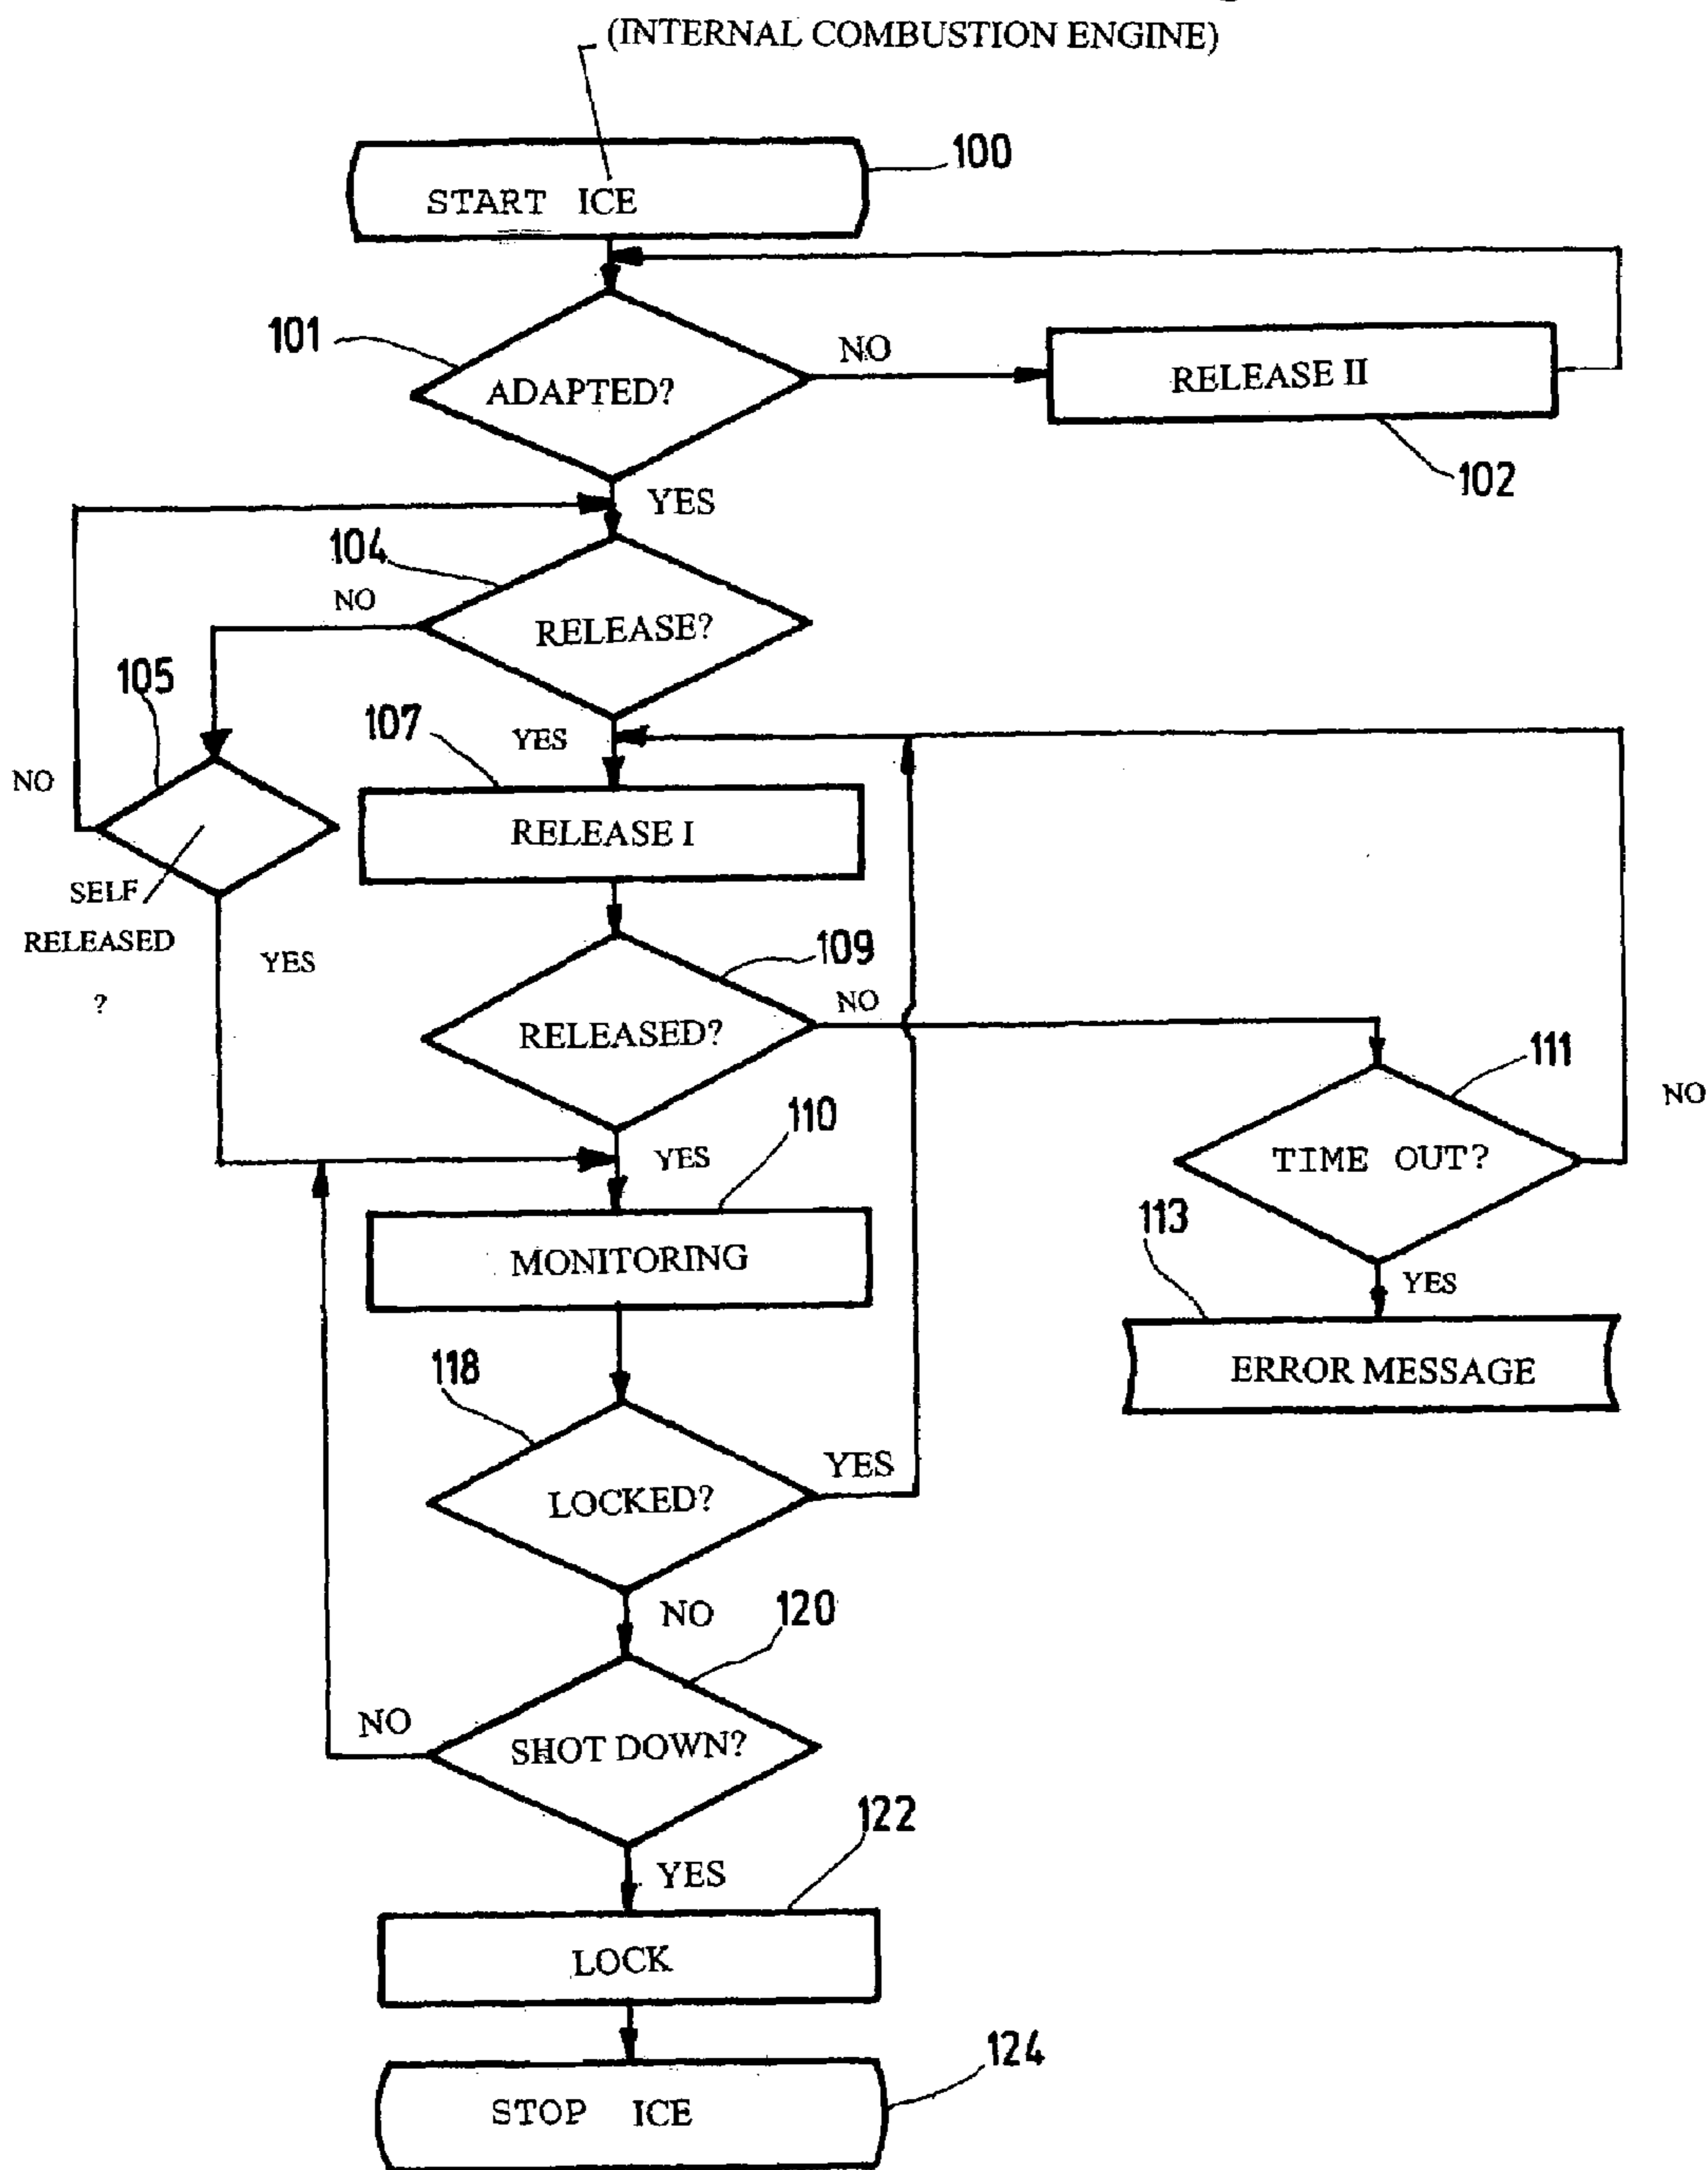 (INTERNAL COMBUSTION ENGINE)
100
START ICE
101
NO
ADAPTED?
RELEASE II
102
YES
104
NO
RELEASE?
105
107
YES
NO
RELEASE I
SELF
RELEASED
?
YES
109
NO
RELEASED?
111
NO
110
YES
TIME OUT?
113
MONITORING
YES
118
ERROR MESSAGE
YES
LOCKED?
NO
120
NO
SHOT DOWN?
122
YES
LOCK
124
STOP ICE